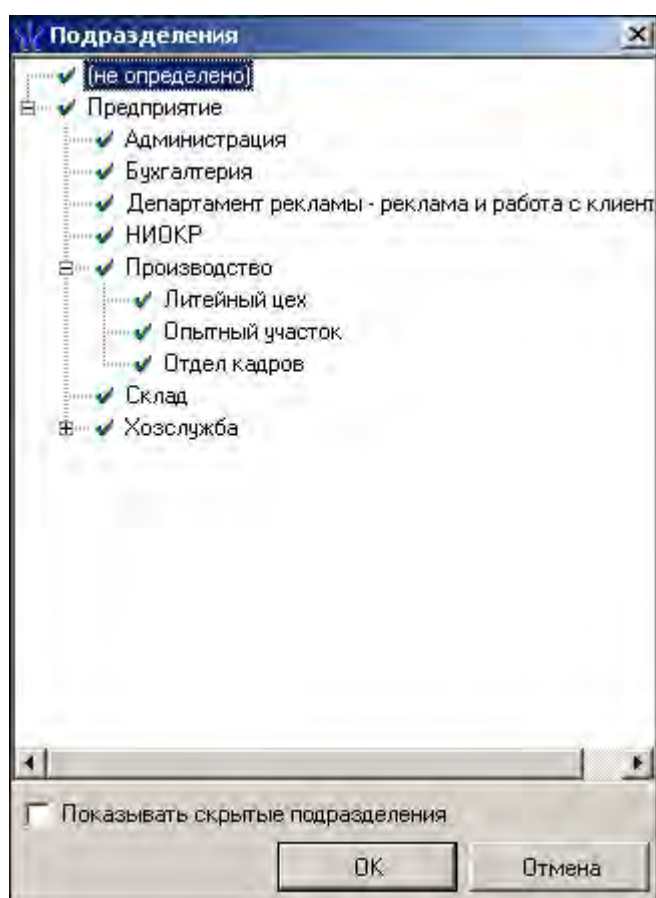 Подразделения
(не определено)
Предприятие
Администрация
Бухгалтерия
Департамент рекламы - реклама и работа с клиент
НИОКР
Производство
Литейный цех
Опытный участок
Отдел кадров
Склад
Хозслужба
Показывать скрытые подразделения
OK
Отмена